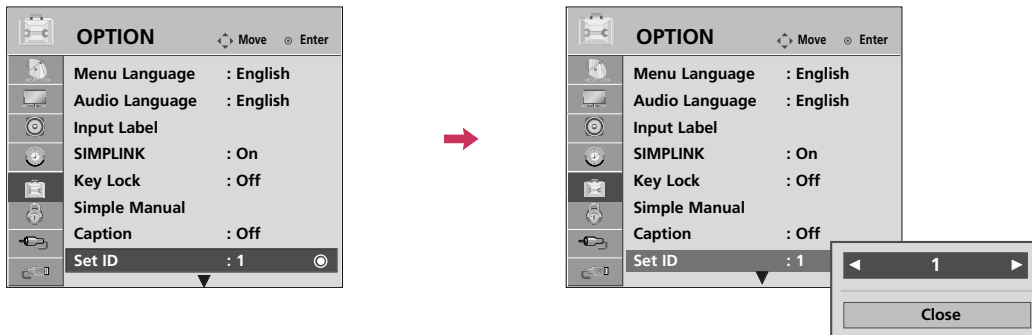 OPTION Move Enter
Menu Language : English
Audio Language : English
Input Label
SIMPLINK : On
Key Lock : Off
Simple Manual
Caption : Off
Set ID : 1
OPTION Move Enter
Menu Language : English
Audio Language : English
Input Label
SIMPLINK : On
Key Lock : Off
Simple Manual
Caption : Off
Set ID : 1
1
Close